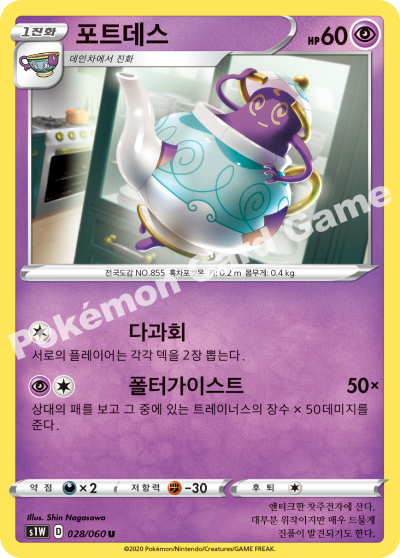 1진화
포트데스
HP60
데인차에서 진화
전국도감 NO.855 홍차포켓몬 키: 0.2 m 몸무게: 0.4 kg
다과회
서로의 플레이어는 각각 덱을 2장 뽑는다.
폴터가이스트 50×
상대의 패를 보고 그 중에 있는 트레이너스의 장수 × 50데미지를
준다.
약점 ×2 저항력 -30 후퇴
Illus. Shin Nagasawa
s1W D 028/060 U
앤티크한 찻주전자에 산다.
대부분 위작이지만 매우 드물게
진품이 발견되기도 한다.
©2020 Pokémon/Nintendo/Creatures/GAME FREAK.
Pokémon Card Game